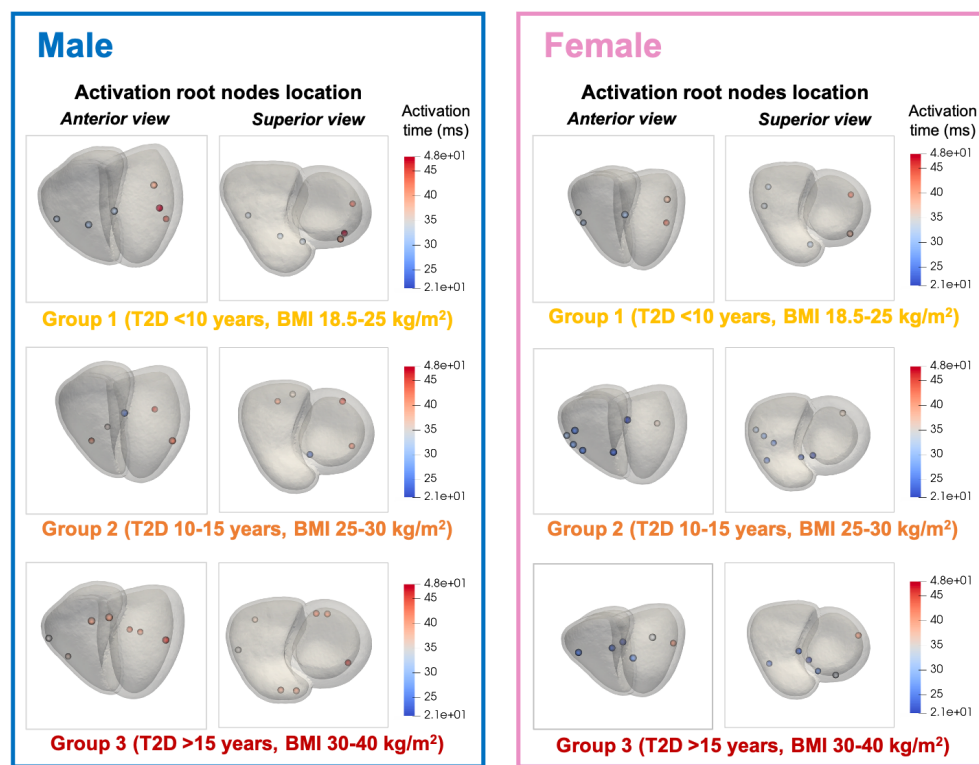 Male
Activation root nodes location
Anterior view
Superior view
Activation
time (ms)
4.8e+01
45
40
35
30
25
2.1e+01
Group 1 (T2D <10 years, BMI 18.5-25 kg/m²)
4.8e+01
45
40
35
30
25
2.1e+01
Group 2 (T2D 10-15 years, BMI 25-30 kg/m²)
4.8e+01
45
40
35
30
25
2.1e+01
Group 3 (T2D >15 years, BMI 30-40 kg/m²)
Female
Activation root nodes location
Anterior view
Superior view
Activation
time (ms)
4.8e+01
45
40
35
30
25
2.1e+01
Group 1 (T2D <10 years, BMI 18.5-25 kg/m²)
4.8e+01
45
40
35
30
25
2.1e+01
Group 2 (T2D 10-15 years, BMI 25-30 kg/m²)
4.8e+01
45
40
35
30
25
2.1e+01
Group 3 (T2D >15 years, BMI 30-40 kg/m²)